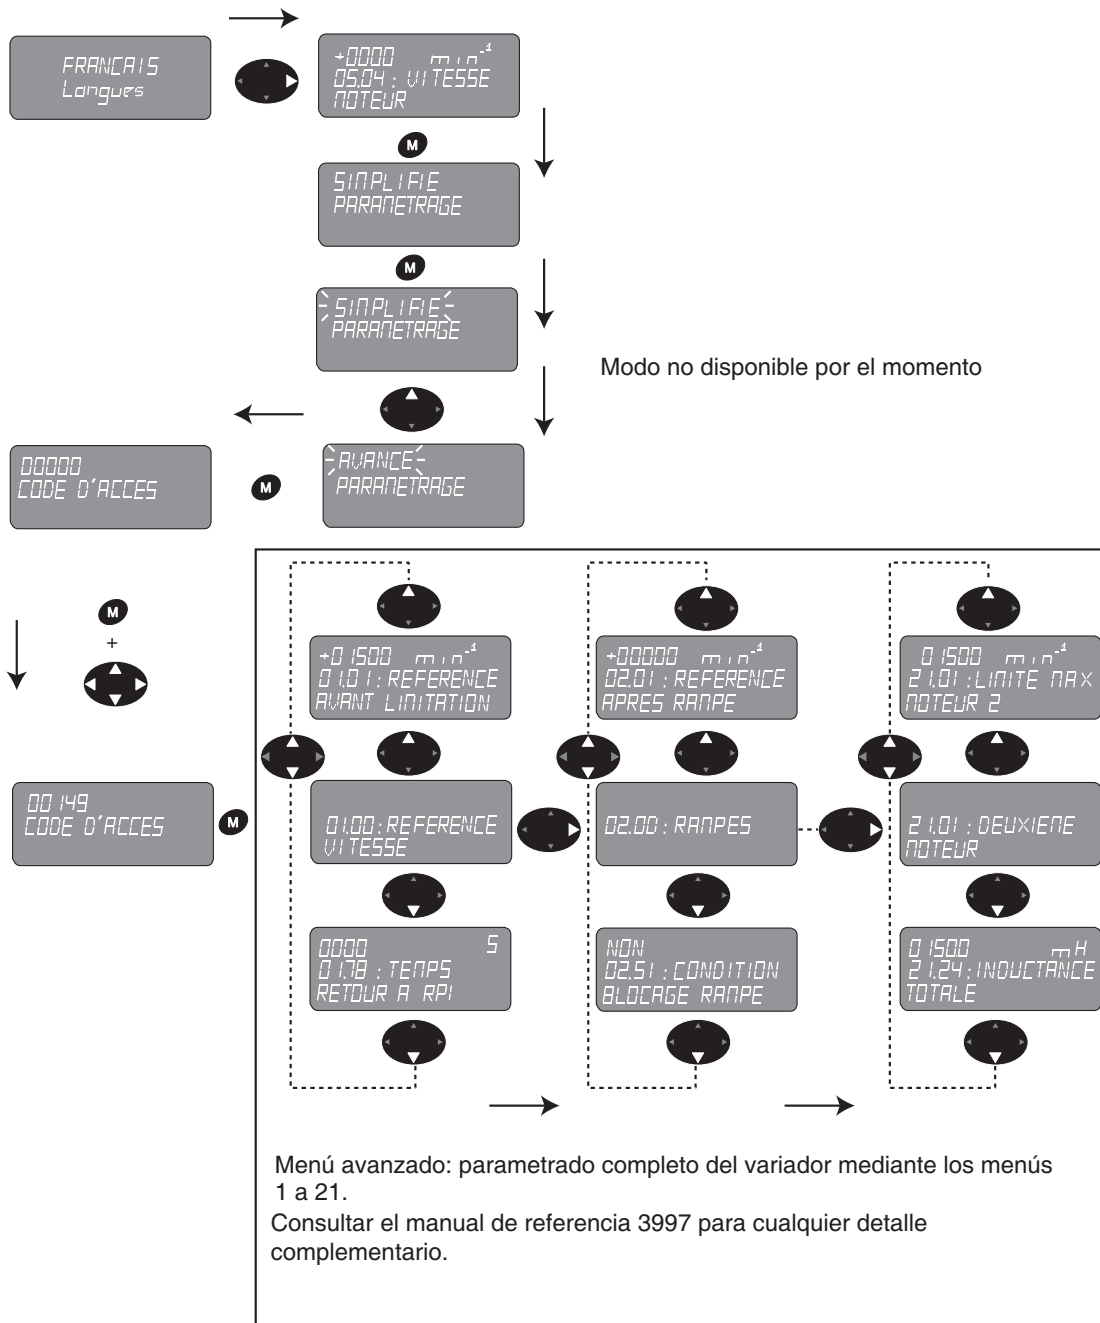 FRANCAIS
Langues
+0000 min-1
05.04 : VITESSE
MOTEUR
M
SIMPLIFIE
PARAMETRAGE
M
SIMPLIFIE
PARAMETRAGE
Modo no disponible por el momento
AVANCE
PARAMETRAGE
M
00000
CODE D'ACCES
M
+
00149
CODE D'ACCES
M
+01500 min-1
01.01 : REFERENCE
AVANT LIMITATION
01.00 : REFERENCE
VITESSE
0000 S
01.78 : TEMPS
RETOUR A RPI
+00000 min-1
02.01 : REFERENCE
APRES RAMPE
02.00 : RAMPES
NON
02.51 : CONDITION
BLOCAGE RAMPE
01500 min-1
21.01 : LIMITE MAX
MOTEUR 2
21.01 : DEUXIEME
MOTEUR
0 1500 mH
21.24 : INDUCTANCE
TOTALE
Menú avanzado: parametrado completo del variador mediante los menús
1 a 21.
Consultar el manual de referencia 3997 para cualquier detalle
complementario.